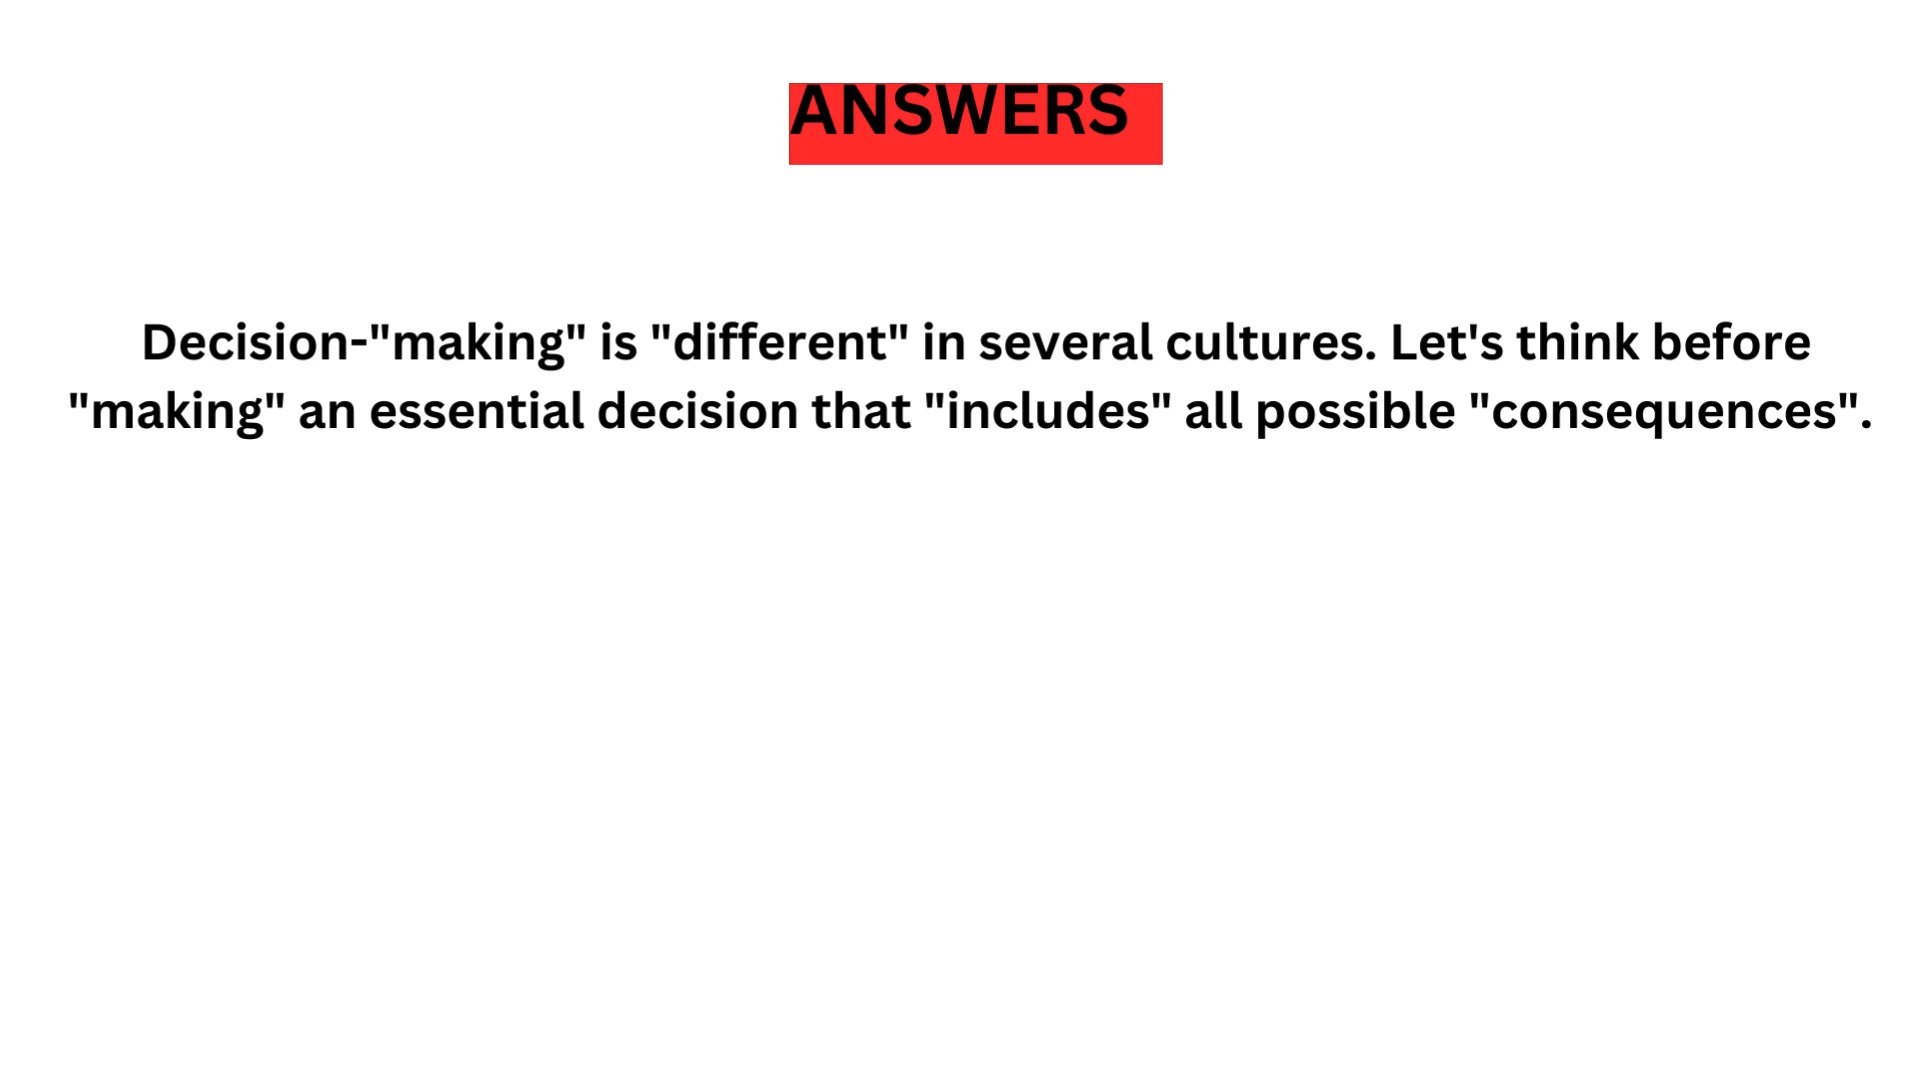 ANSWERS
Decision-"making" is "different" in several cultures. Let's think before
"making" an essential decision that "includes" all possible "consequences".